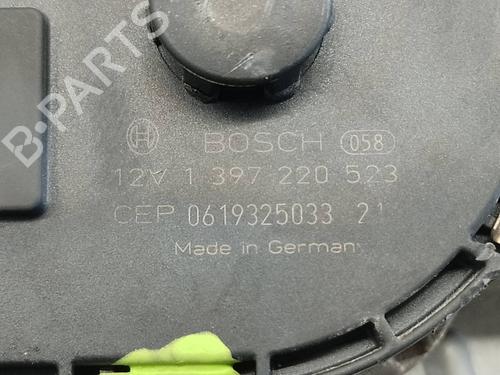 B-PARTS
BOSCH 058
12V 1 397 220 523
CEP 0619325033 21
Made in Germany